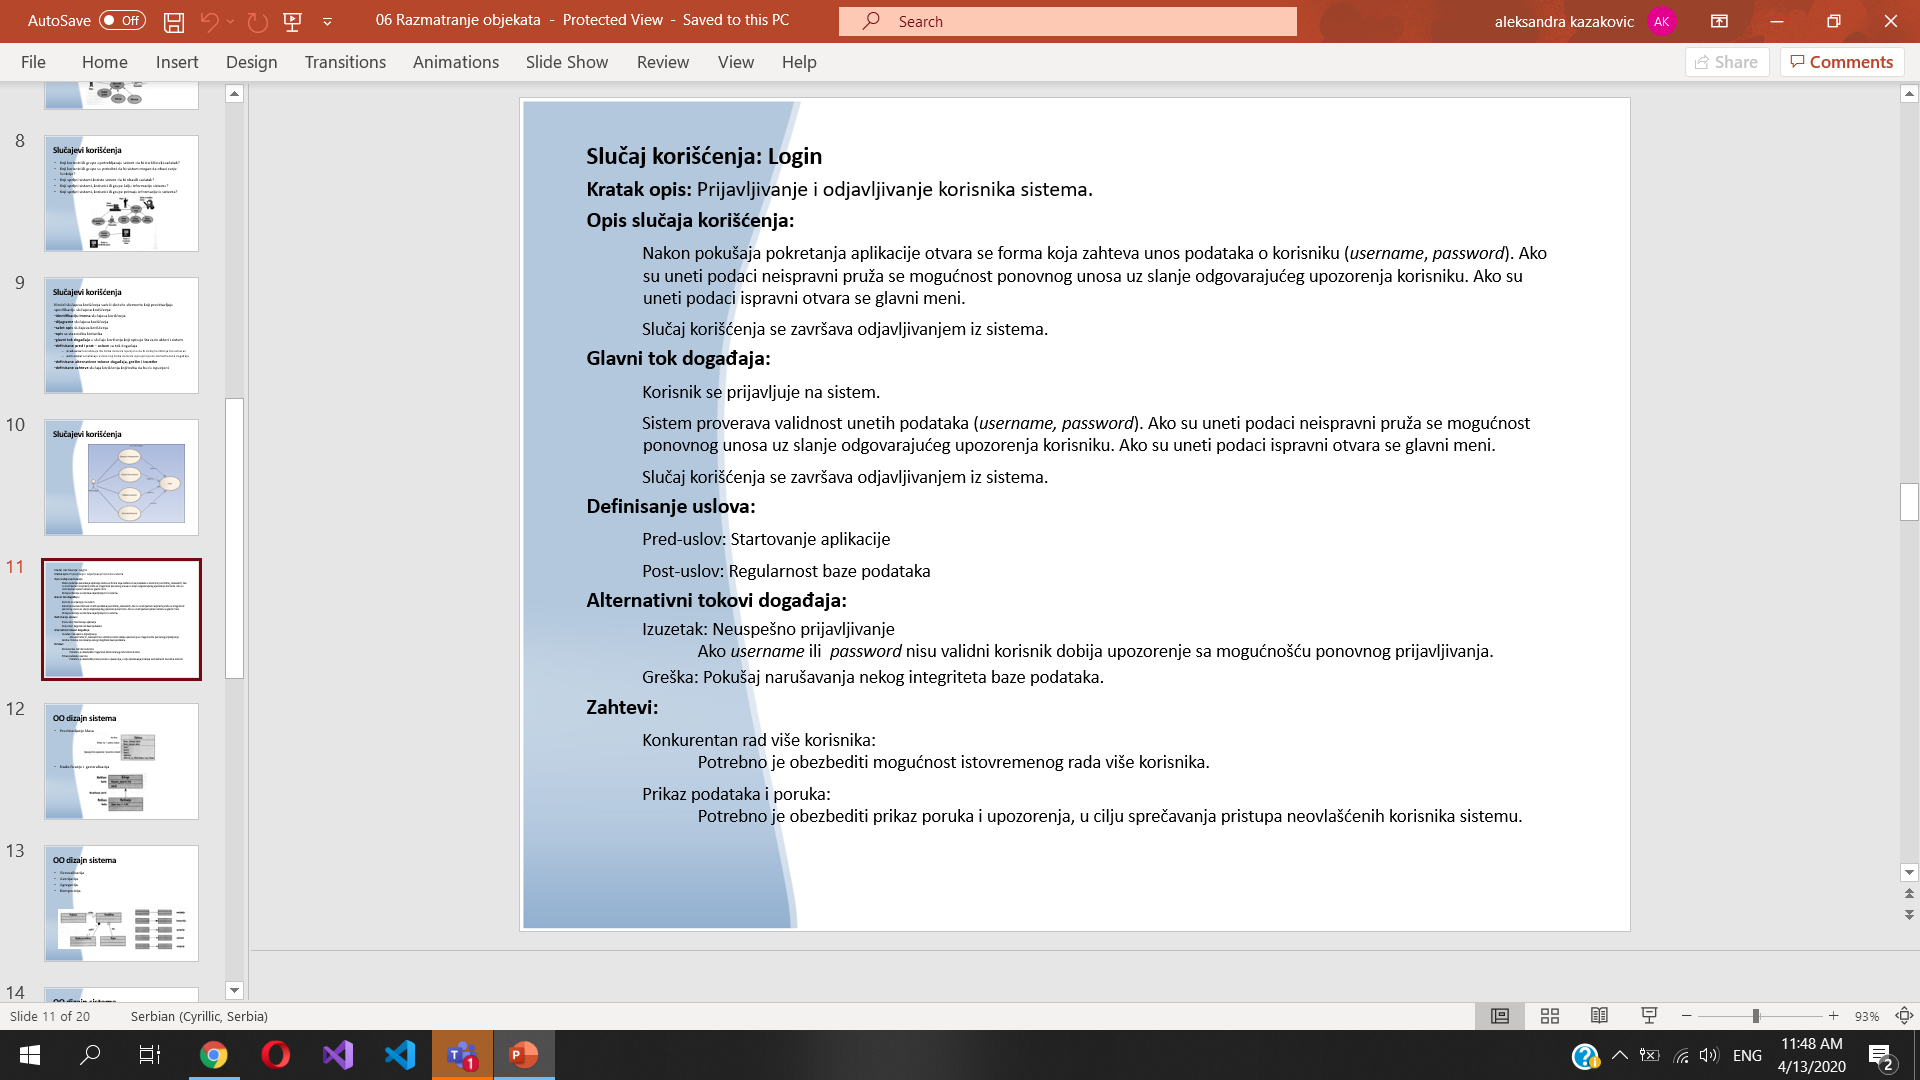 AutoSave Off
06 Razmatranje objekata - Protected View - Saved to this PC
Search
aleksandra kazakovic AK
File Home Insert Design Transitions Animations Slide Show Review View Help
Share Comments
8
Slučajevi korišćenja
9
Slučajevi korišćenja
10
Slučajevi korišćenja
11
12
OO dizajn sistema
13
OO dizajn sistema
14
OO dizajn sistema
Slučaj korišćenja: Login
Kratak opis: Prijavljivanje i odjavljivanje korisnika sistema.
Opis slučaja korišćenja:
Nakon pokušaja pokretanja aplikacije otvara se forma koja zahteva unos podataka o korisniku (username, password). Ako
su uneti podaci neispravni pruža se mogućnost ponovnog unosa uz slanje odgovarajućeg upozorenja korisniku. Ako su
uneti podaci ispravni otvara se glavni meni.
Slučaj korišćenja se završava odjavljivanjem iz sistema.
Glavni tok događaja:
Korisnik se prijavljuje na sistem.
Sistem proverava validnost unetih podataka (username, password). Ako su uneti podaci neispravni pruža se mogućnost
ponovnog unosa uz slanje odgovarajućeg upozorenja korisniku. Ako su uneti podaci ispravni otvara se glavni meni.
Slučaj korišćenja se završava odjavljivanjem iz sistema.
Definisanje uslova:
Pred-uslov: Startovanje aplikacije
Post-uslov: Regularnost baze podataka
Alternativni tokovi događaja:
Izuzetak: Neuspešno prijavljivanje
Ako username ili password nisu validni korisnik dobija upozorenje sa mogućnošću ponovnog prijavljivanja.
Greška: Pokušaj narušavanja nekog integriteta baze podataka.
Zahtevi:
Konkurentan rad više korisnika:
Potrebno je obezbediti mogućnost istovremenog rada više korisnika.
Prikaz podataka i poruka:
Potrebno je obezbediti prikaz poruka i upozorenja, u cilju sprečavanja pristupa neovlašćenih korisnika sistemu.
Slide 11 of 20
Serbian (Cyrillic, Serbia)
93%
1
ENG
11:48 AM
4/13/2020
2